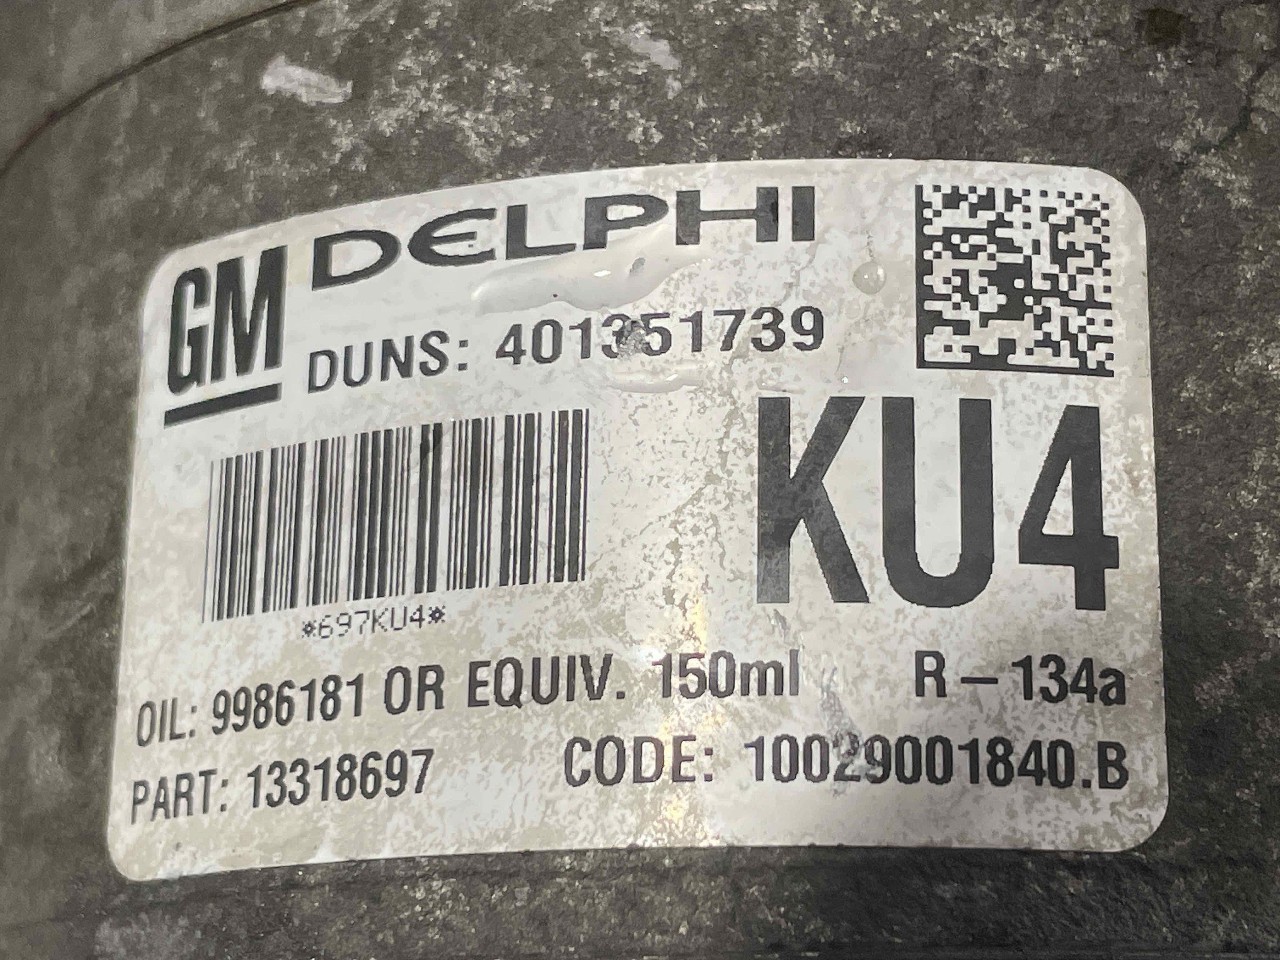 GM DELPHI
DUNS: 401351739
KU4
*697KU4*
OIL: 9986181 OR EQUIV. 150ml R-134a
PART: 13318697 CODE: 10029001840.B